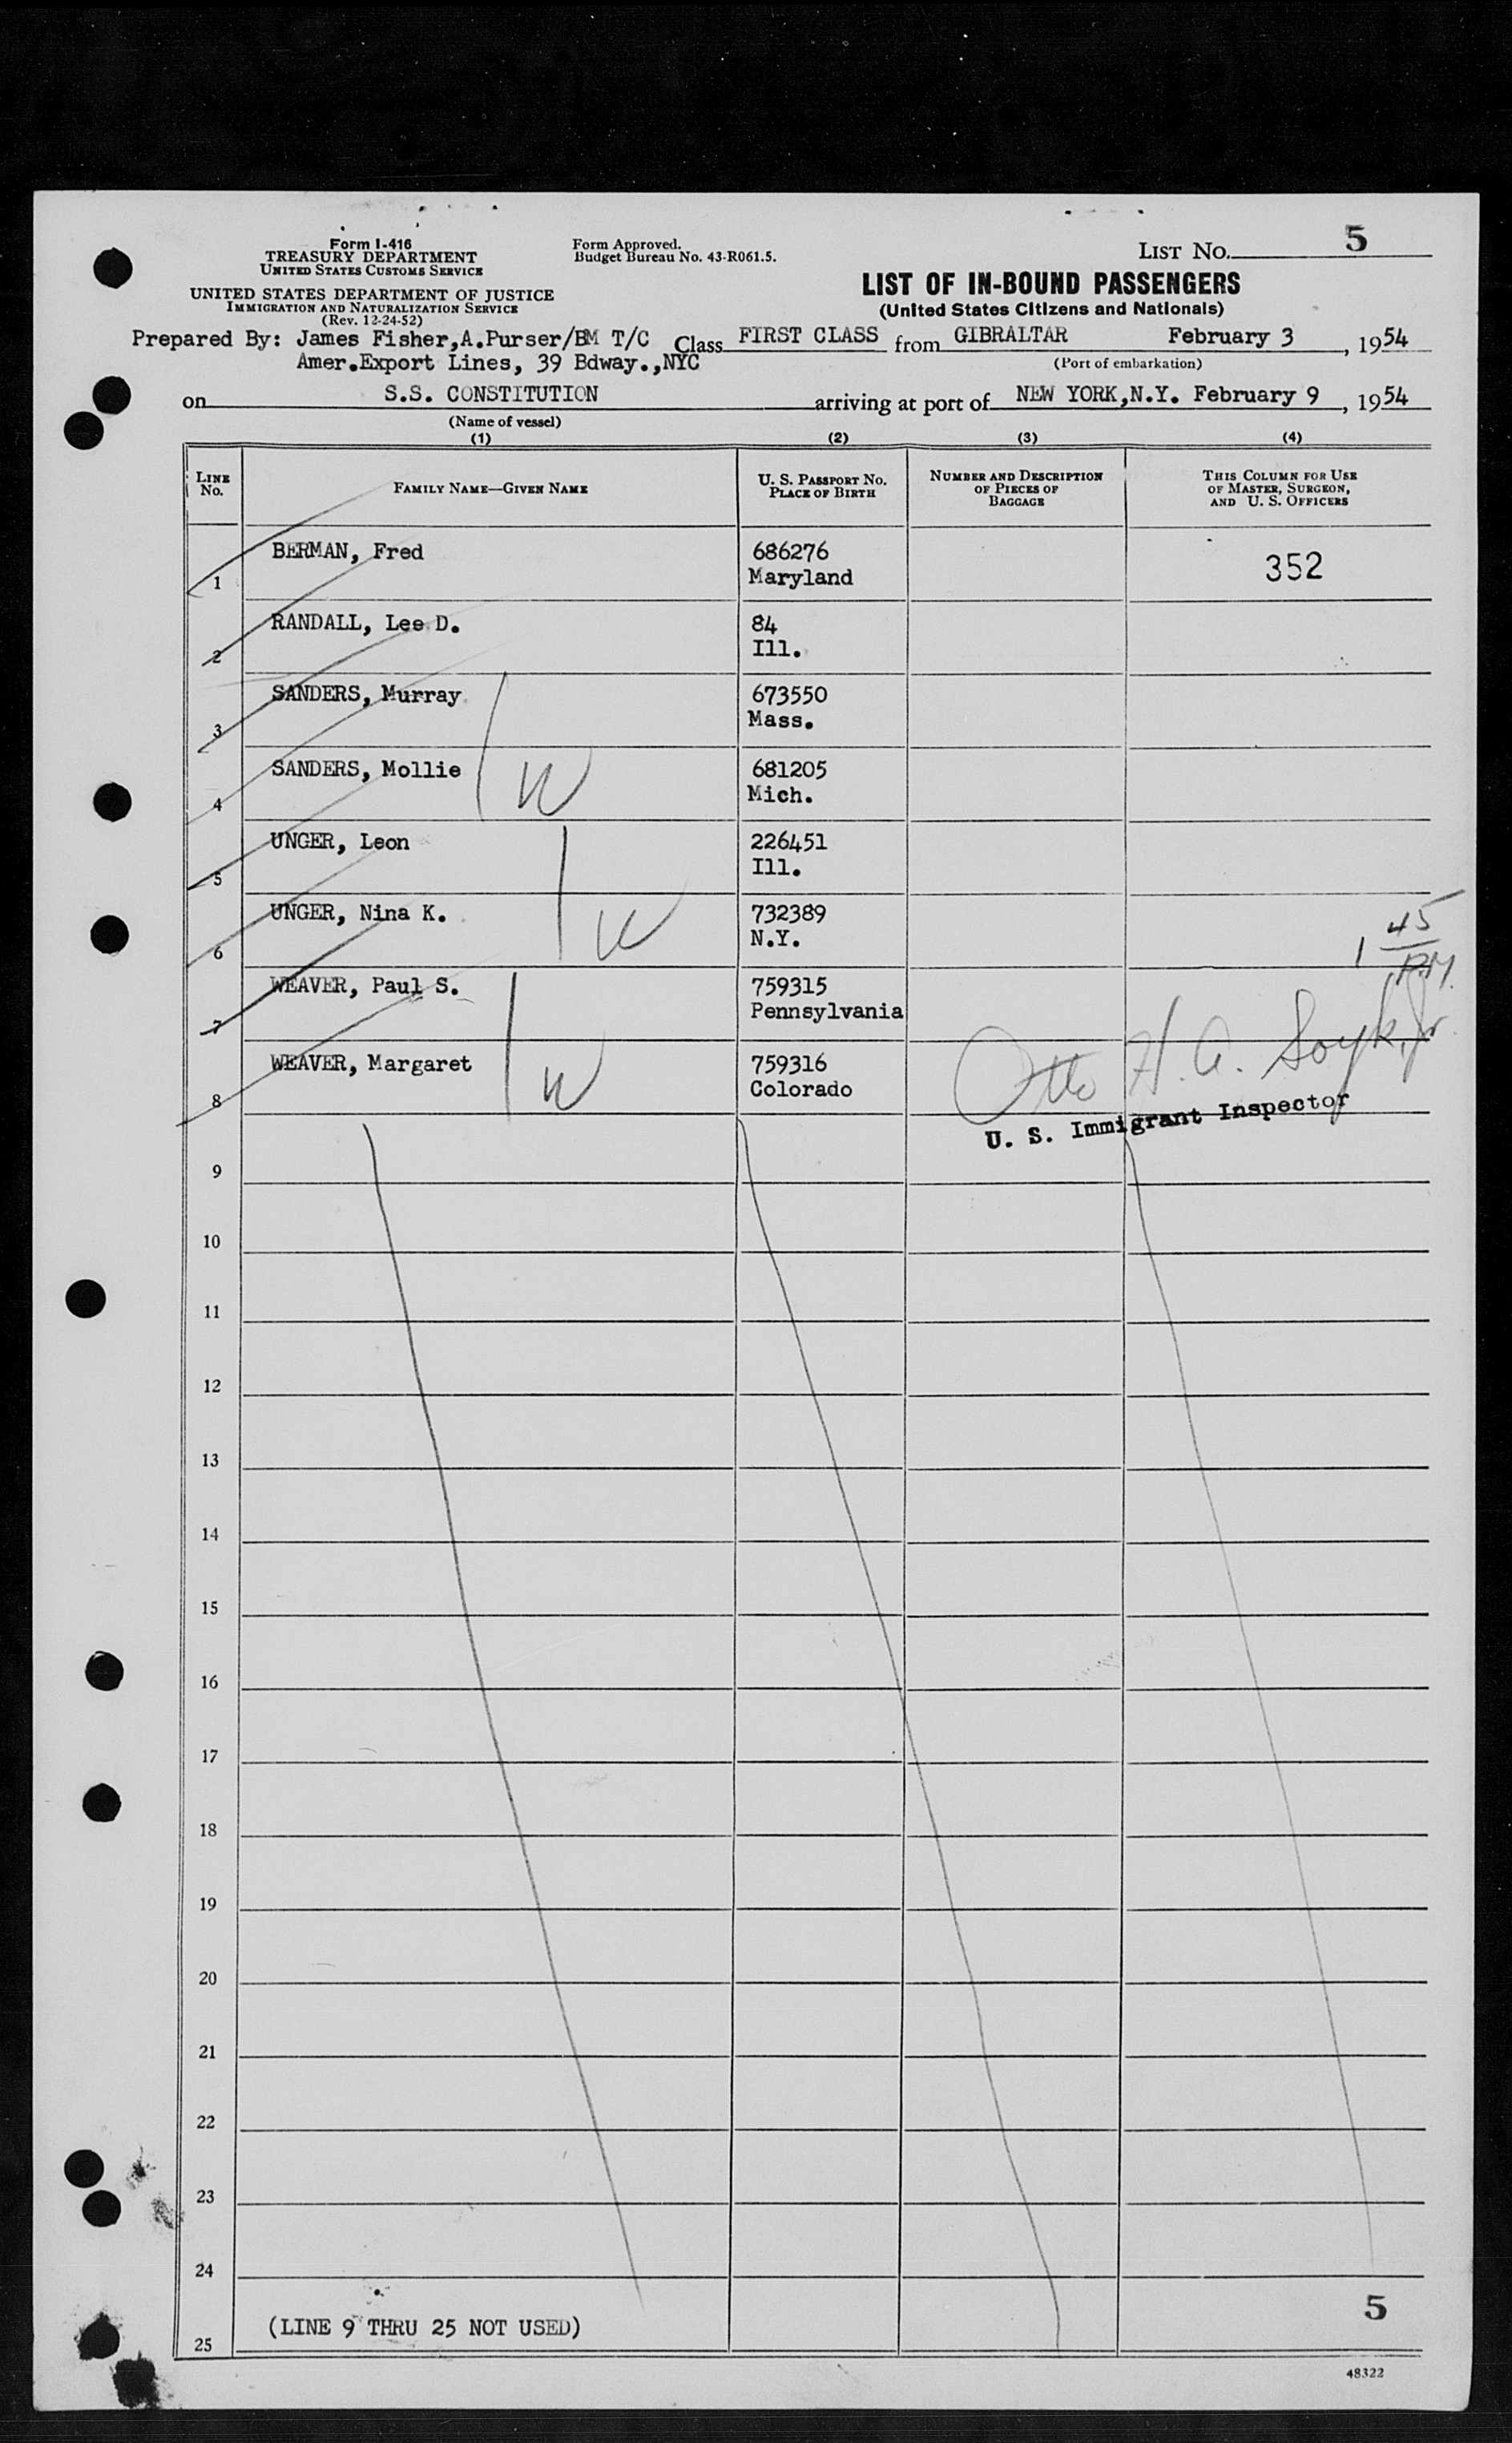 Form I-416
TREASURY DEPARTMENT
UNITED STATES CUSTOMS SERVICE
UNITED STATES DEPARTMENT OF JUSTICE
IMMIGRATION AND NATURALIZATION SERVICE
(Rev. 12-24-52)
Form Approved.
Budget Bureau No. 43-R061.5.
LIST NO. 5
LIST OF IN-BOUND PASSENGERS
(United States Citizens and Nationals)
Prepared By: James Fisher,A.Purser/BM T/C Class FIRST CLASS from GIBRALTAR February 3, 1954
Amer.Export Lines, 39 Bdway.,NYC (Port of embarkation)
on S.S. CONSTITUTION arriving at port of NEW YORK,N.Y. February 9, 1954
(Name of vessel)
(1) (2) (3) (4)
LINE NO.
FAMILY NAME—GIVEN NAME
U. S. PASSPORT NO.
PLACE OF BIRTH
NUMBER AND DESCRIPTION
OF PIECES OF
BAGGAGE
THIS COLUMN FOR USE
OF MASTER, SURGEON,
AND U. S. OFFICERS
1 BERMAN, Fred 686276 Maryland 352
2 RANDALL, Lee D. 84 Ill.
3 SANDERS, Murray 673550 Mass.
4 SANDERS, Mollie W 681205 Mich.
5 UNGER, Leon 226451 Ill.
6 UNGER, Nina K. W 732389 N.Y.
1 45 P.M.
7 WEAVER, Paul S. 759315 Pennsylvania
8 WEAVER, Margaret W 759316 Colorado
Otto H. A. Soyk, Jr.
U. S. Immigrant Inspector
9
10
11
12
13
14
15
16
17
18
19
20
21
22
23
24
5
25 (LINE 9 THRU 25 NOT USED)
48322